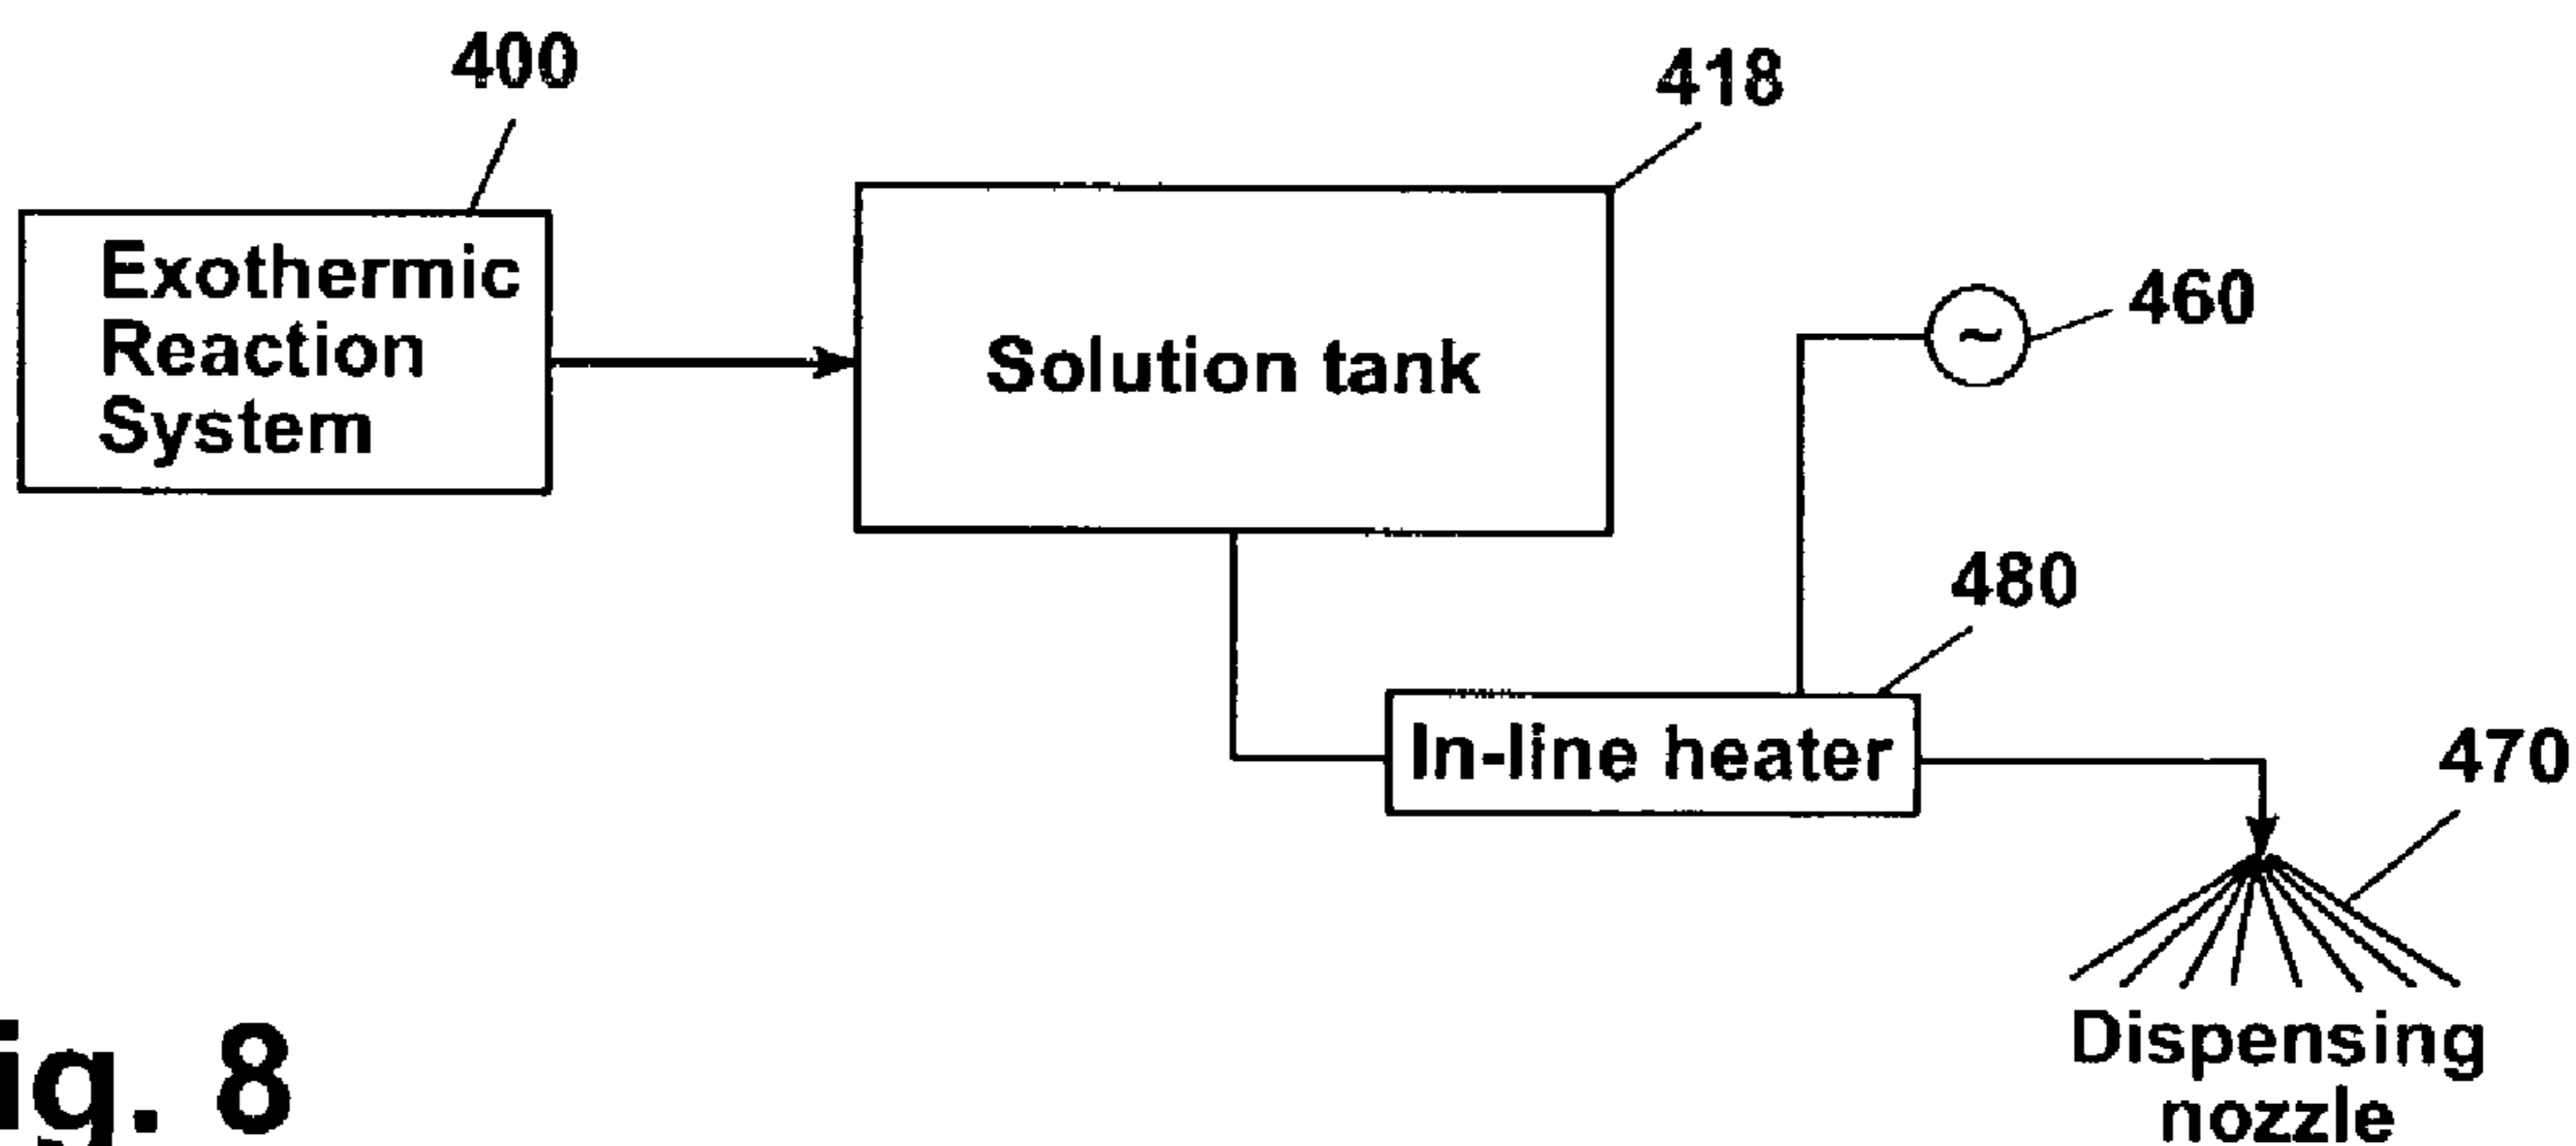 400
418
Exothermic
Reaction
System
Solution tank
460
480
In-line heater
470
Dispensing
nozzle
ig. 8